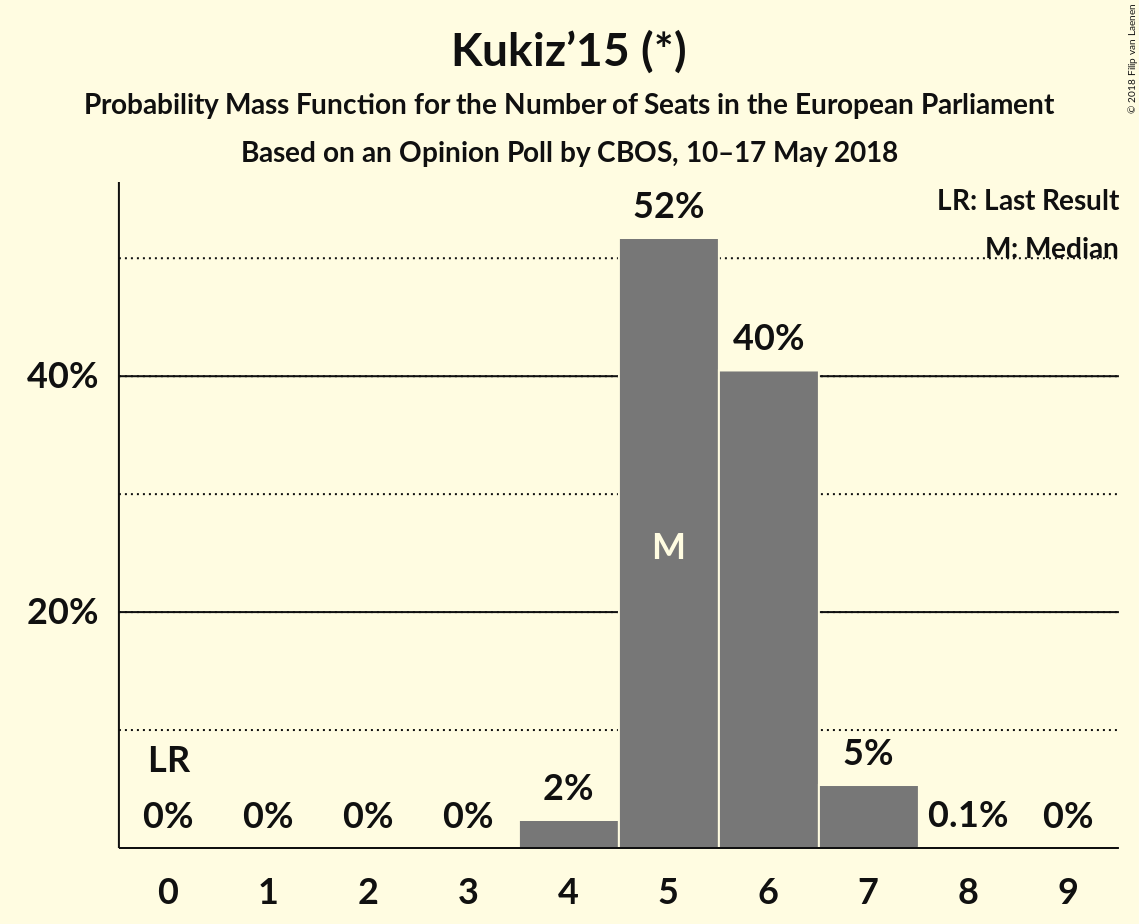 Kukiz’15 (*)
Probability Mass Function for the Number of Seats in the European Parliament
Based on an Opinion Poll by CBOS, 10–17 May 2018
© 2018 Filip van Laenen
LR: Last Result
M: Median
52%
40%
40%
M
20%
LR
5%
2%
0%
0%
0%
0%
0.1%
0%
0 1 2 3 4 5 6 7 8 9